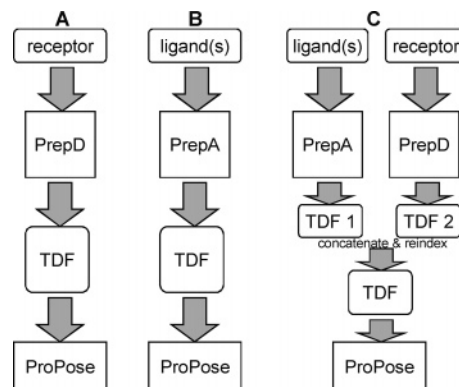 A
receptor
PrepD
TDF
ProPose
B
ligand(s)
PrepA
TDF
ProPose
C
ligand(s) receptor
PrepA PrepD
TDF 1 TDF 2
concatenate & reindex
TDF
ProPose